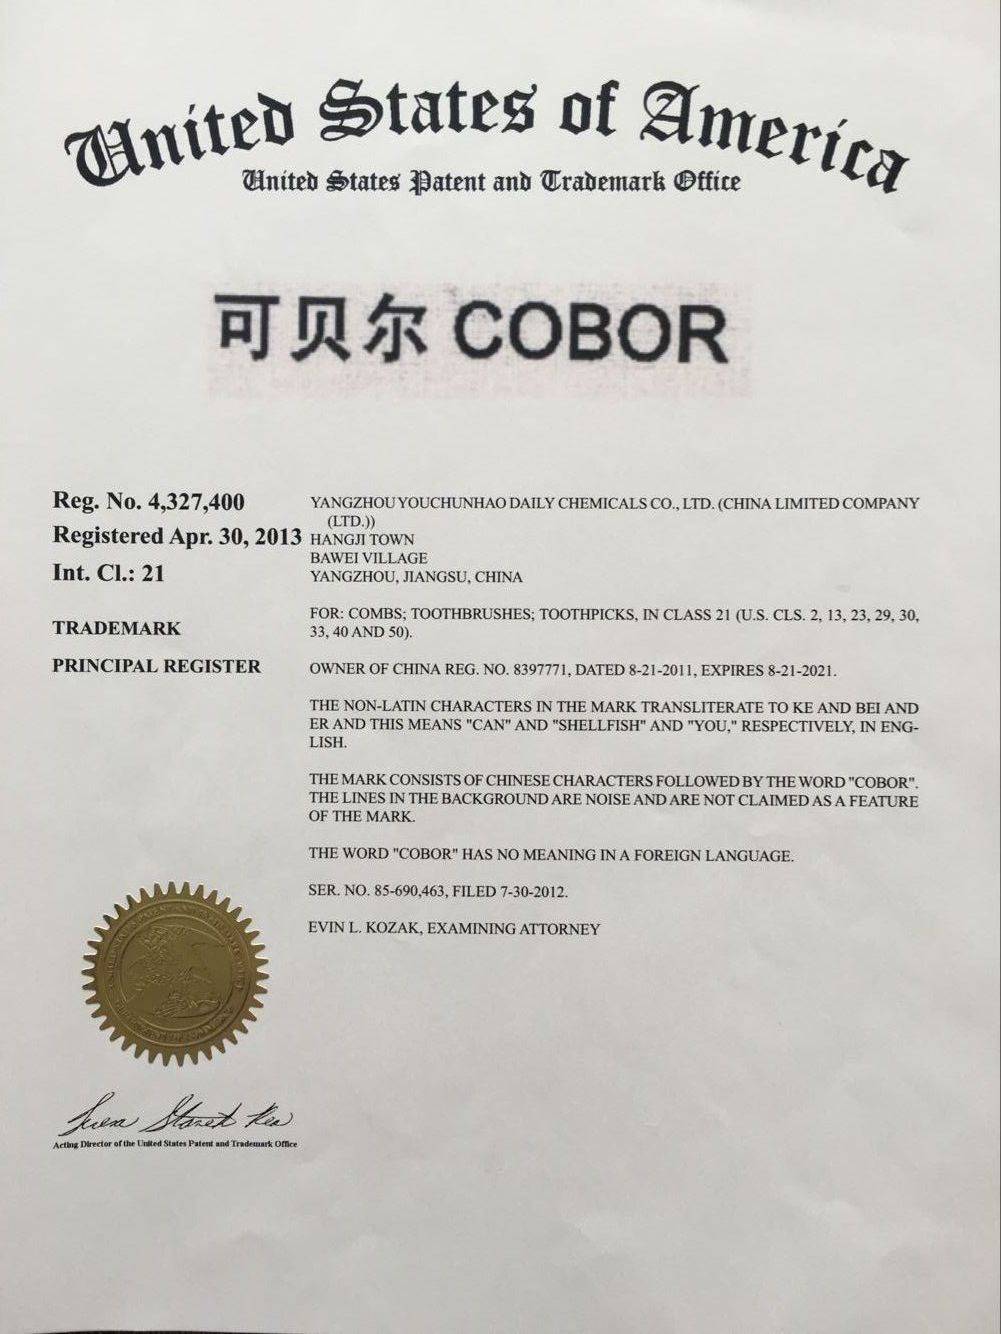 United States of America
United States Patent and Trademark Office
可贝尔 COBOR
Reg. No. 4,327,400
Registered Apr. 30, 2013
Int. Cl.: 21
TRADEMARK
PRINCIPAL REGISTER
YANGZHOU YOUCHUNHAO DAILY CHEMICALS CO., LTD. (CHINA LIMITED COMPANY
(LTD.))
HANGJI TOWN
BAWEI VILLAGE
YANGZHOU, JIANGSU, CHINA
FOR: COMBS; TOOTHBRUSHES; TOOTHPICKS, IN CLASS 21 (U.S. CLS. 2, 13, 23, 29, 30,
33, 40 AND 50).
OWNER OF CHINA REG. NO. 8397771, DATED 8-21-2011, EXPIRES 8-21-2021.
THE NON-LATIN CHARACTERS IN THE MARK TRANSLITERATE TO KE AND BEI AND
ER AND THIS MEANS "CAN" AND "SHELLFISH" AND "YOU," RESPECTIVELY, IN ENG-
LISH.
THE MARK CONSISTS OF CHINESE CHARACTERS FOLLOWED BY THE WORD "COBOR".
THE LINES IN THE BACKGROUND ARE NOISE AND ARE NOT CLAIMED AS A FEATURE
OF THE MARK.
THE WORD "COBOR" HAS NO MEANING IN A FOREIGN LANGUAGE.
SER. NO. 85-690,463, FILED 7-30-2012.
EVIN L. KOZAK, EXAMINING ATTORNEY
Acting Director of the United States Patent and Trademark Office